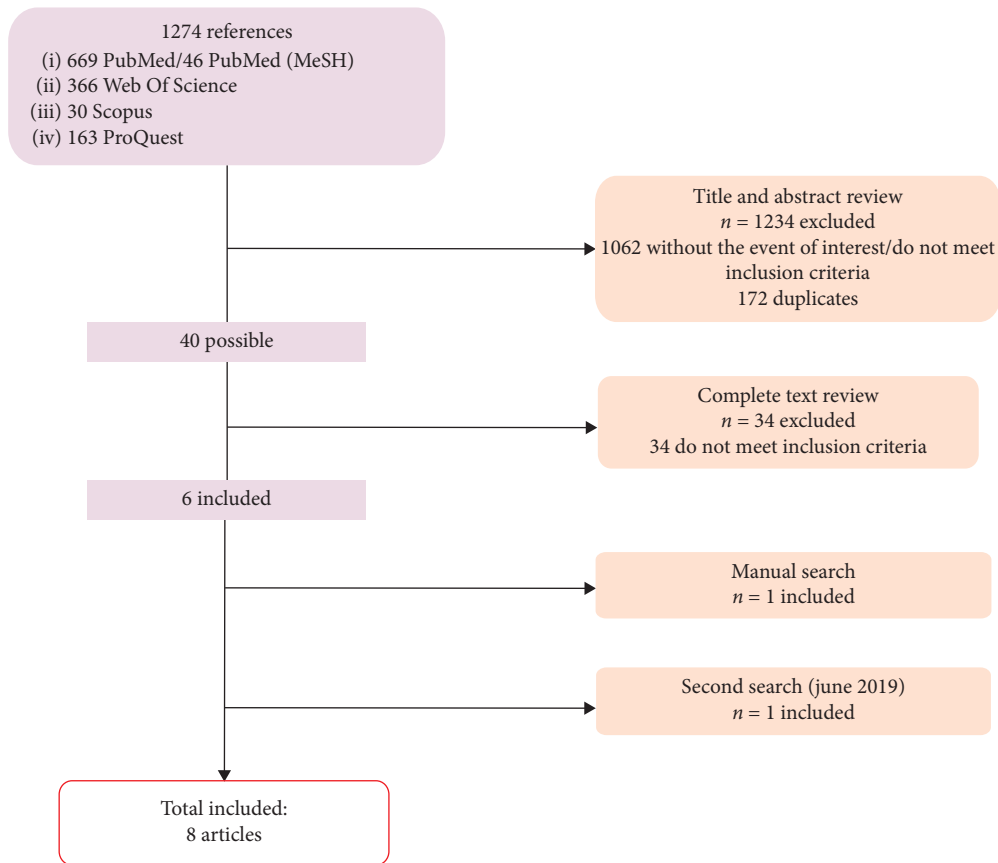 1274 references
(i) 669 PubMed/46 PubMed (MeSH)
(ii) 366 Web Of Science
(iii) 30 Scopus
(iv) 163 ProQuest
Title and abstract review
n = 1234 excluded
1062 without the event of interest/do not meet
inclusion criteria
172 duplicates
40 possible
Complete text review
n = 34 excluded
34 do not meet inclusion criteria
6 included
Manual search
n = 1 included
Second search (june 2019)
n = 1 included
Total included:
8 articles